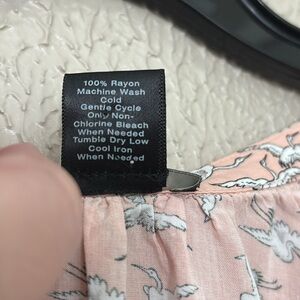 100% Rayon
Machine Wash
Cold
Gentle Cycle
Only Non-
Chlorine Bleach
When Needed
Tumble Dry Low
Cool Iron
When Needed